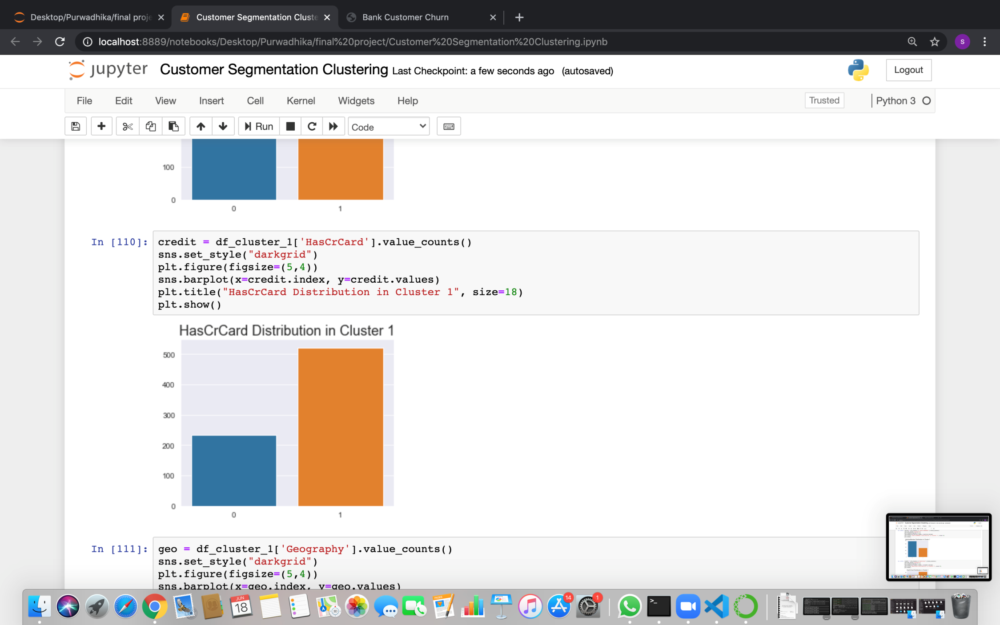 Desktop/Purwadhika/final proje
Customer Segmentation Cluste
Bank Customer Churn
localhost:8889/notebooks/Desktop/Purwadhika/final%20project/Customer%20Segmentation%20Clustering.ipynb
S
jupyter Customer Segmentation Clustering Last Checkpoint: a few seconds ago (autosaved)
Logout
File Edit View Insert Cell Kernel Widgets Help
Trusted
Python 3
Run
Code
100
0
0 1
In [110]:
credit = df_cluster_1['HasCrCard'].value_counts()
sns.set_style("darkgrid")
plt.figure(figsize=(5,4))
sns.barplot(x=credit.index, y=credit.values)
plt.title("HasCrCard Distribution in Cluster 1", size=18)
plt.show()
HasCrCard Distribution in Cluster 1
500
400
300
200
100
0
0 1
In [111]:
geo = df_cluster_1['Geography'].value_counts()
sns.set_style("darkgrid")
plt.figure(figsize=(5,4))
sns.barplot(x=geo.index, y=geo.values)
JUN
18
PAGES
3D
14
1
>_